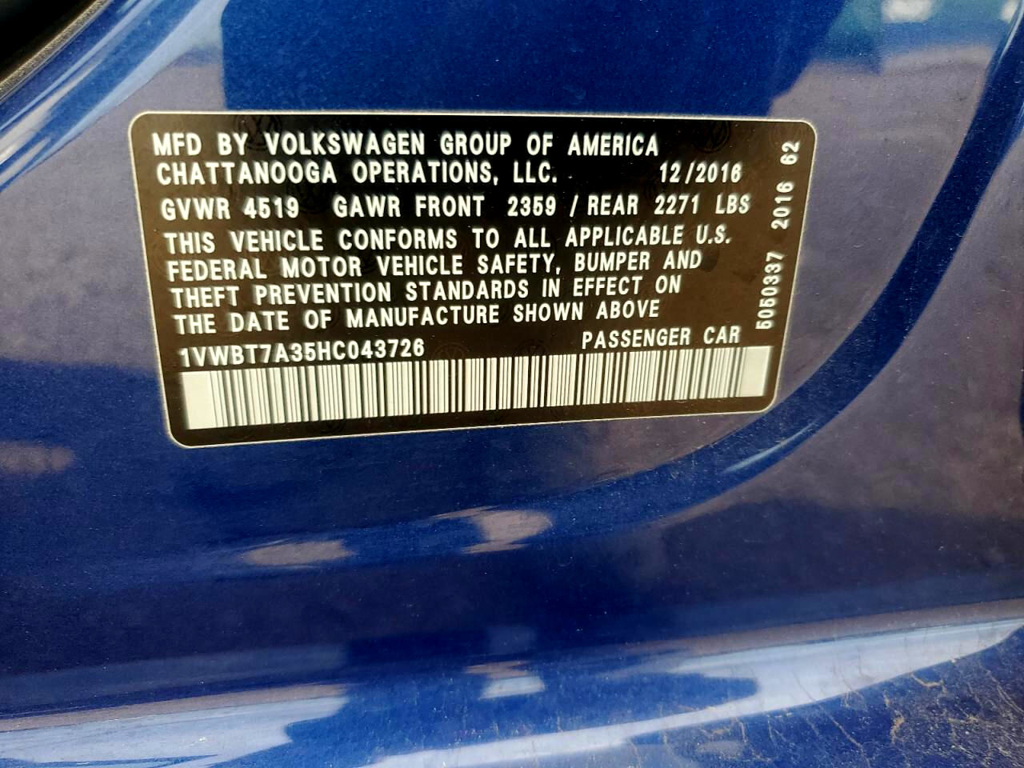 MFD BY VOLKSWAGEN GROUP OF AMERICA
CHATTANOOGA OPERATIONS, LLC. 12/2016
GVWR 4519 GAWR FRONT 2359 / REAR 2271 LBS
THIS VEHICLE CONFORMS TO ALL APPLICABLE U.S.
FEDERAL MOTOR VEHICLE SAFETY, BUMPER AND
THEFT PREVENTION STANDARDS IN EFFECT ON
THE DATE OF MANUFACTURE SHOWN ABOVE
1VWBT7A35HC043726 PASSENGER CAR
5050337 2016 62